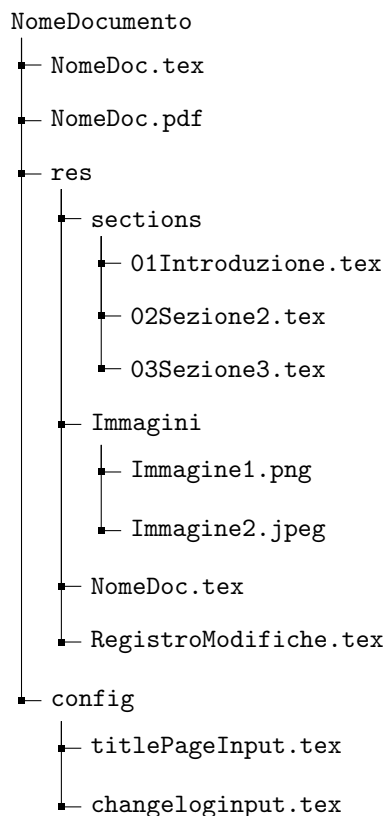 NomeDocumento
NomeDoc.tex
NomeDoc.pdf
res
sections
01Introduzione.tex
02Sezione2.tex
03Sezione3.tex
Immagini
Immagine1.png
Immagine2.jpeg
NomeDoc.tex
RegistroModifiche.tex
config
titlePageInput.tex
changeloginput.tex